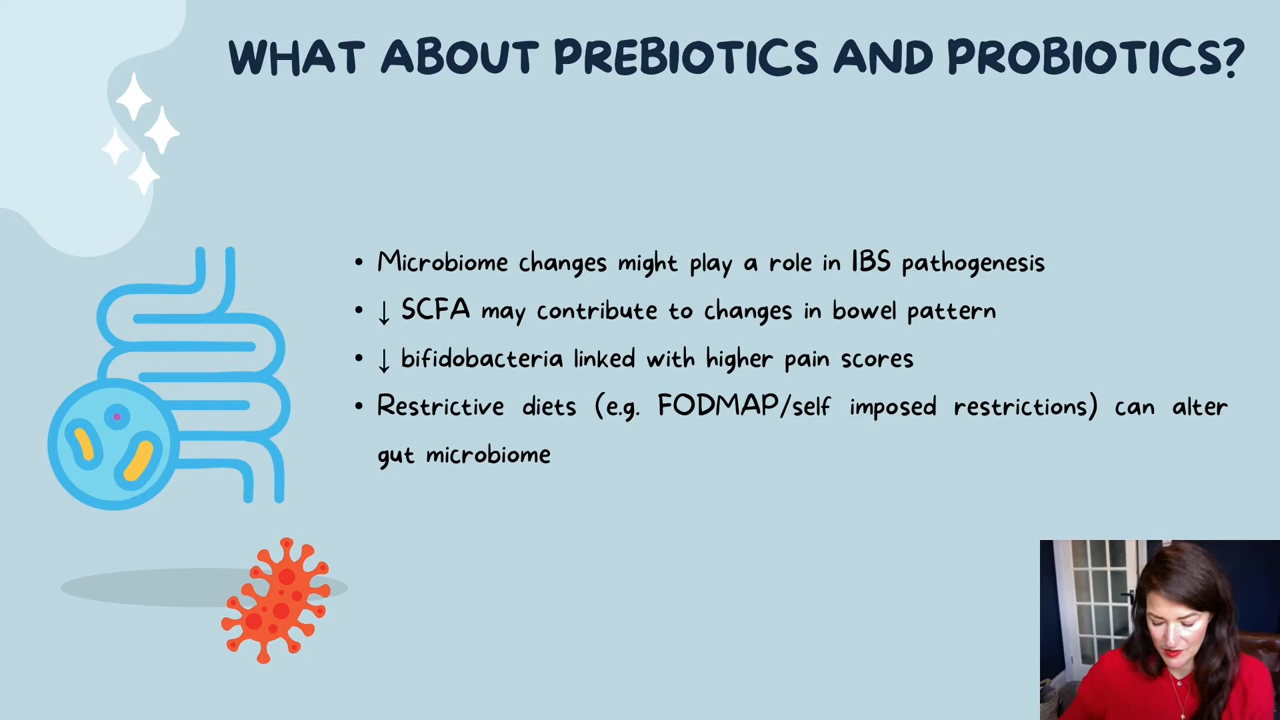 WHAT ABOUT PREBIOTICS AND PROBIOTICS?
• Microbiome changes might play a role in IBS pathogenesis
• ↓ SCFA may contribute to changes in bowel pattern
• ↓ bifidobacteria linked with higher pain scores
• Restrictive diets (e.g. FODMAP/self imposed restrictions) can alter
gut microbiome